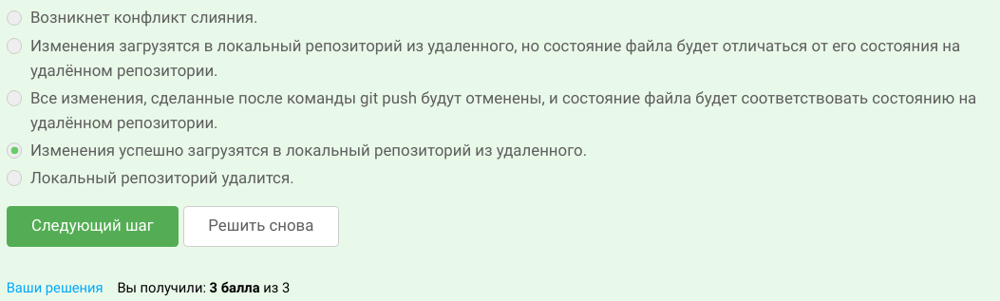 Возникнет конфликт слияния.
Изменения загрузятся в локальный репозиторий из удаленного, но состояние файла будет отличаться от его состояния на
удалённом репозитории.
Все изменения, сделанные после команды git push будут отменены, и состояние файла будет соответствовать состоянию на
удалённом репозитории.
Изменения успешно загрузятся в локальный репозиторий из удаленного.
Локальный репозиторий удалится.
Следующий шаг Решить снова
Ваши решения Вы получили: 3 балла из 3